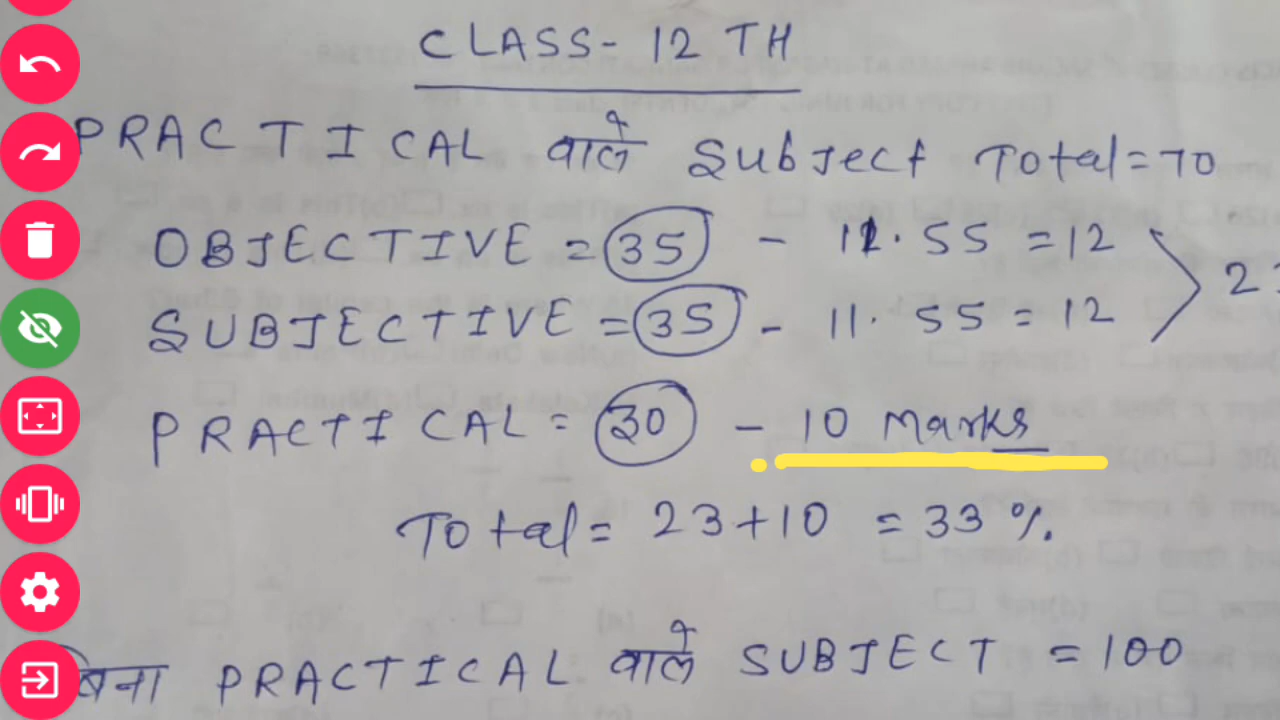 CLASS- 12 TH
PRACTICAL वाले Subject Total=70
OBJECTIVE = 35 - 11.55 =12
SUBJECTIVE = 35 - 11.55 = 12
PRACTICAL = 30 - 10 Marks
Total= 23+10 = 33%
बिना PRACTICAL वाले SUBJECT = 100